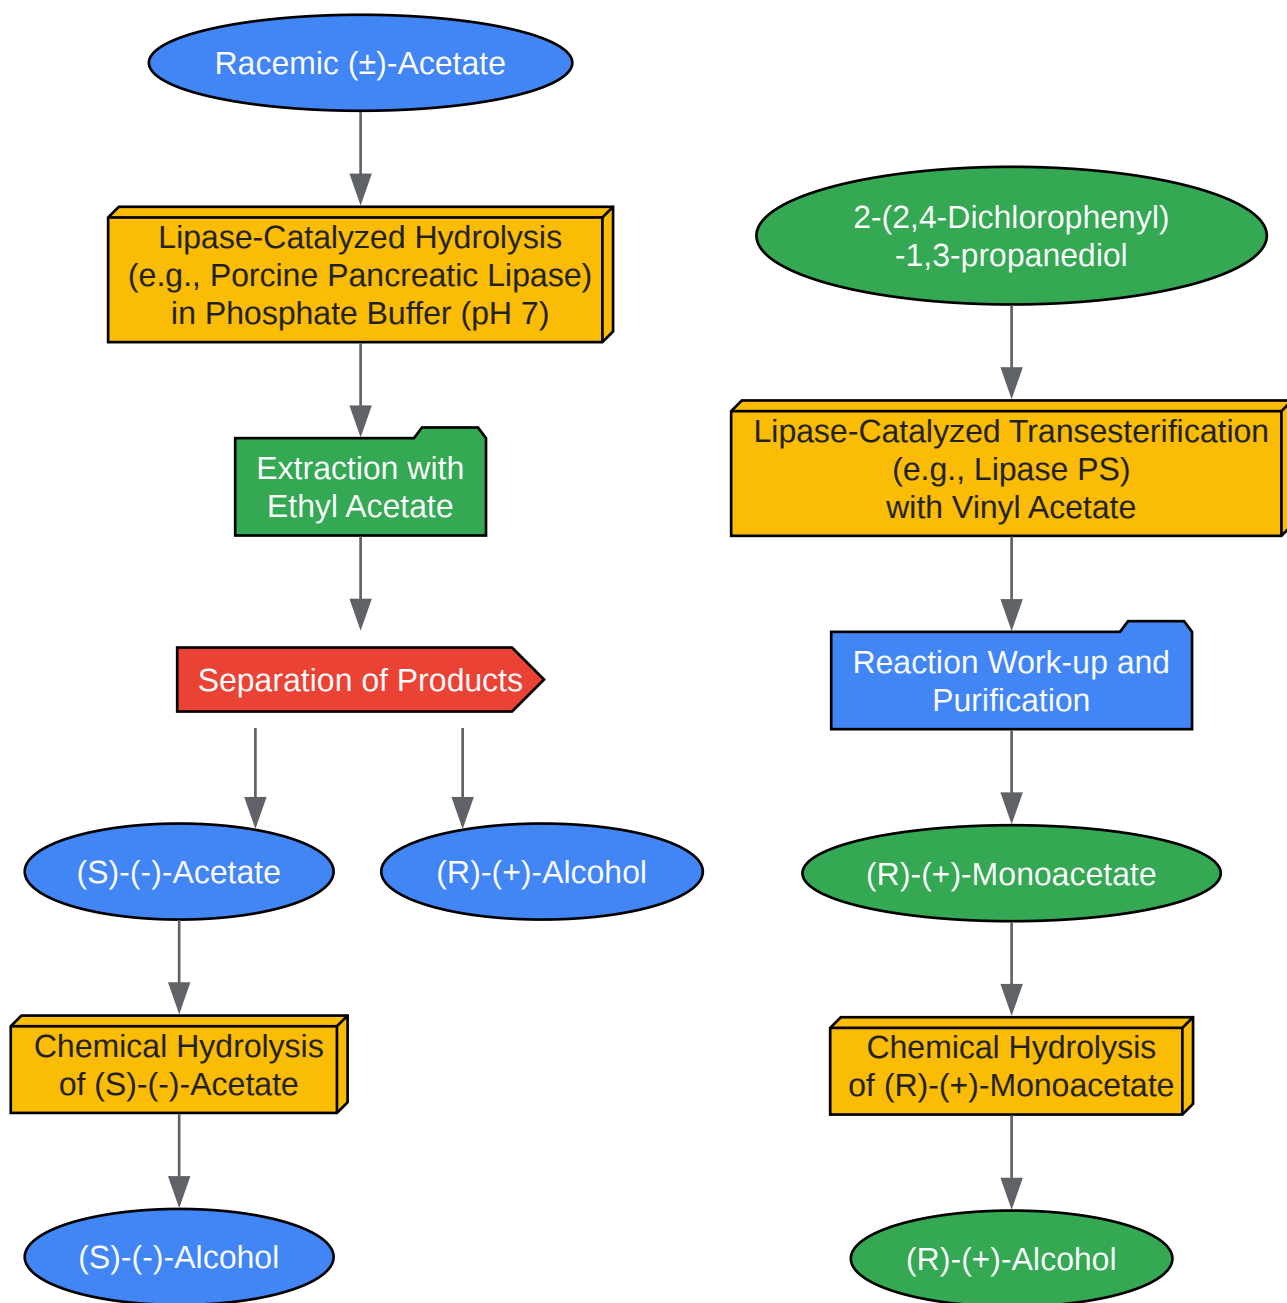 Racemic (±)-Acetate
Lipase-Catalyzed Hydrolysis
(e.g., Porcine Pancreatic Lipase)
in Phosphate Buffer (pH 7)
Extraction with
Ethyl Acetate
Separation of Products
(S)-(-)-Acetate
(R)-(+)-Alcohol
Chemical Hydrolysis
of (S)-(-)-Acetate
(S)-(-)-Alcohol
2-(2,4-Dichlorophenyl)
-1,3-propanediol
Lipase-Catalyzed Transesterification
(e.g., Lipase PS)
with Vinyl Acetate
Reaction Work-up and
Purification
(R)-(+)-Monoacetate
Chemical Hydrolysis
of (R)-(+)-Monoacetate
(R)-(+)-Alcohol